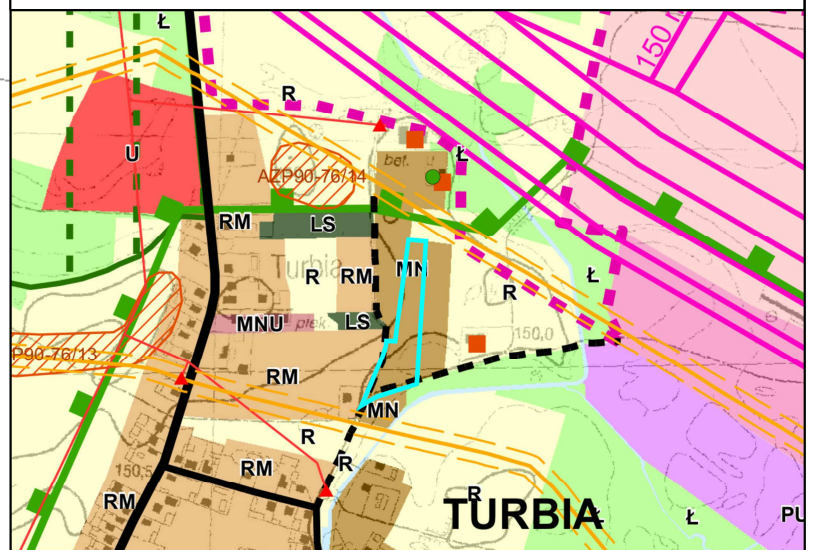 Ł
150 r
R
bet. u
U
Ł
AZP90-76/14
RM
LS
Turbia
R
RM
MN
Ł
R
MNU
piek.
LS
150,0
P90-76/13
RM
MN
R
R
150,5
RM
RM
R
TURBIA
Ł
Ł
PU